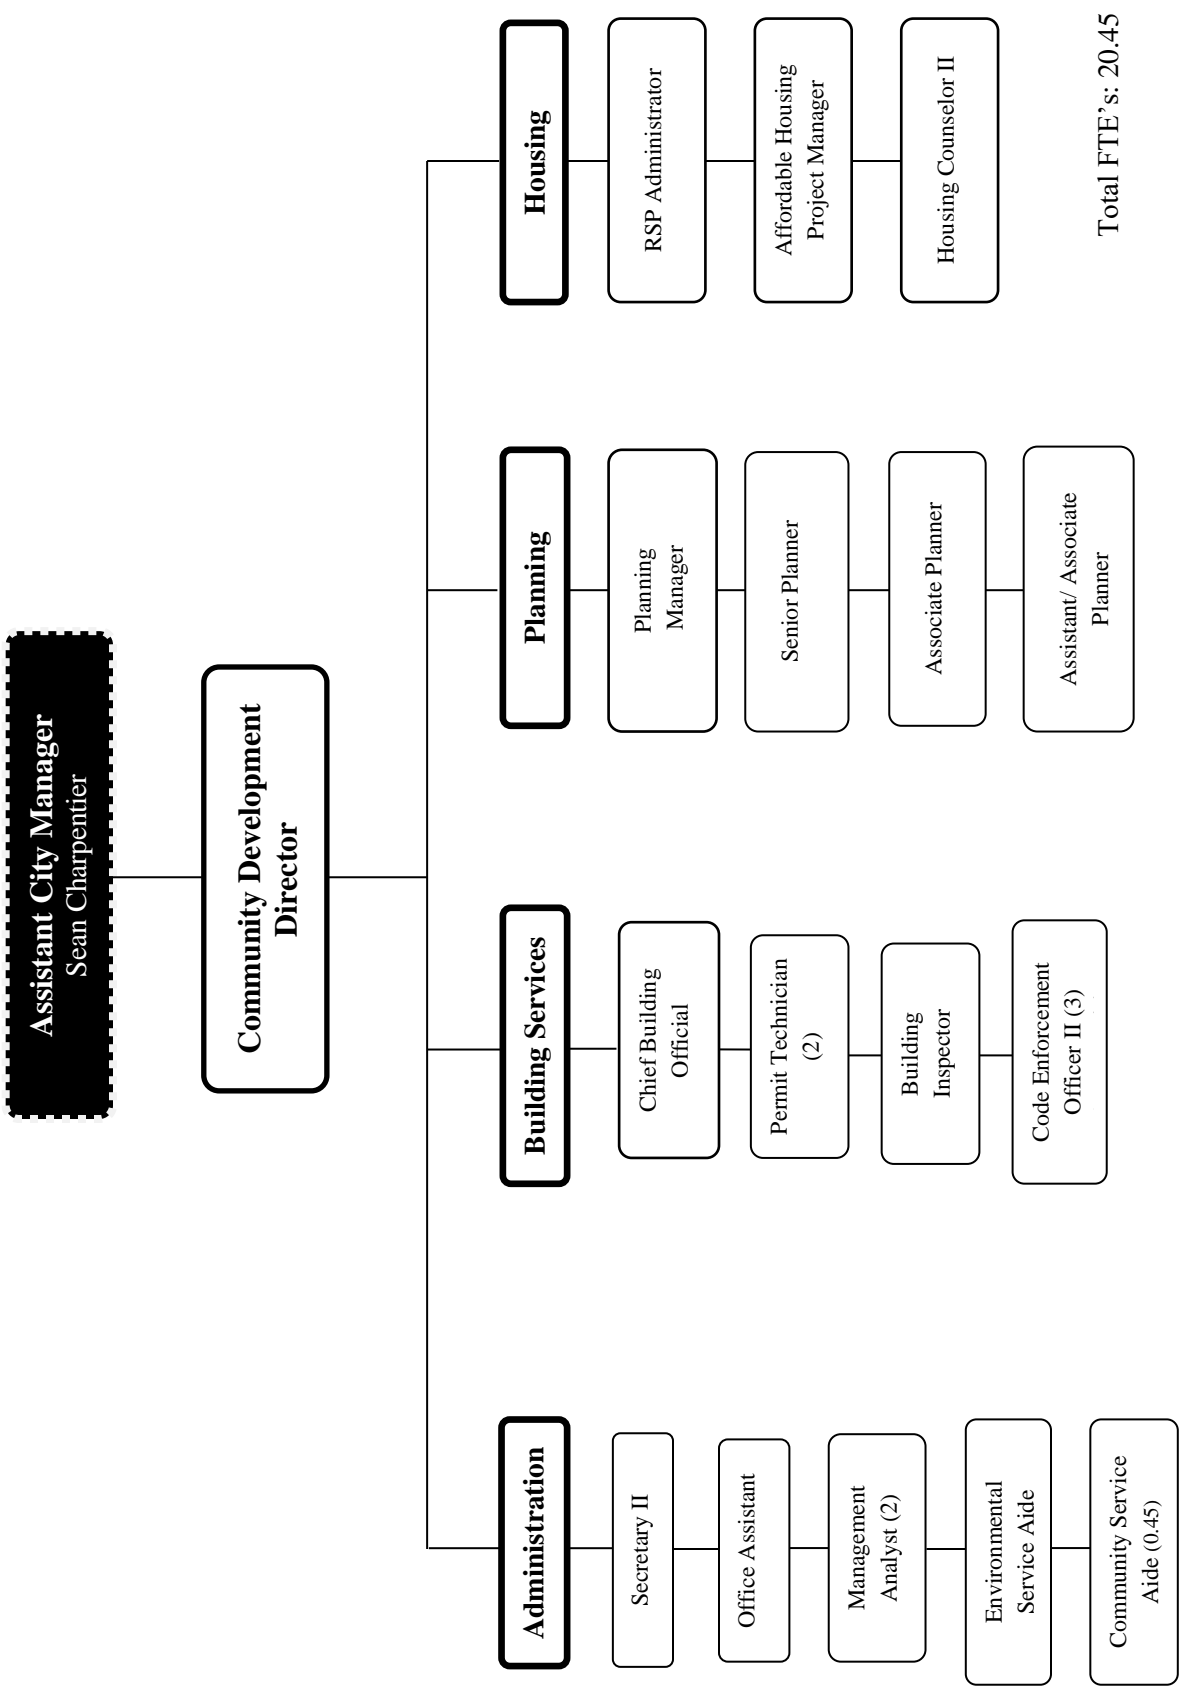 Assistant City Manager
Sean Charpentier
Community Development
Director
Administration
Secretary II
Office Assistant
Management
Analyst (2)
Environmental
Service Aide
Community Service
Aide (0.45)
Building Services
Chief Building
Official
Permit Technician
(2)
Building
Inspector
Code Enforcement
Officer II (3)
Planning
Planning
Manager
Senior Planner
Associate Planner
Assistant/ Associate
Planner
Housing
RSP Administrator
Affordable Housing
Project Manager
Housing Counselor II
Total FTE’s: 20.45